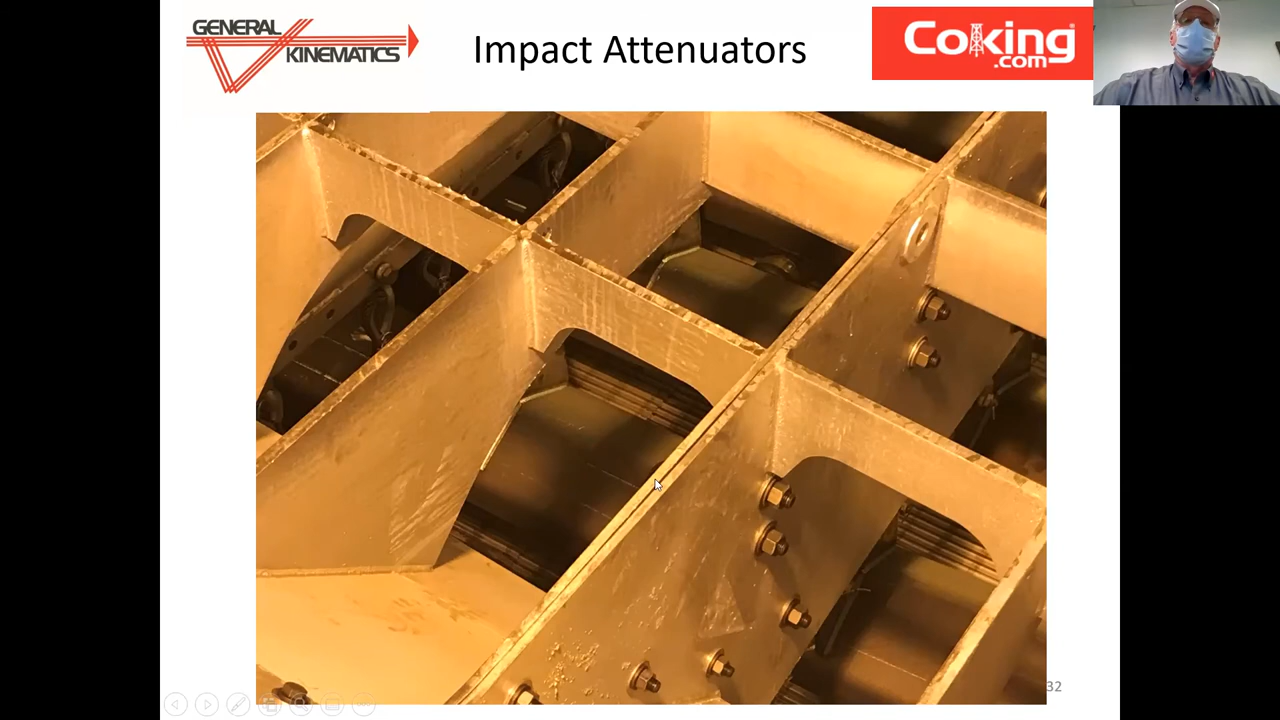 GENERAL
KINEMATICS
Impact Attenuators
Coking
.com
32